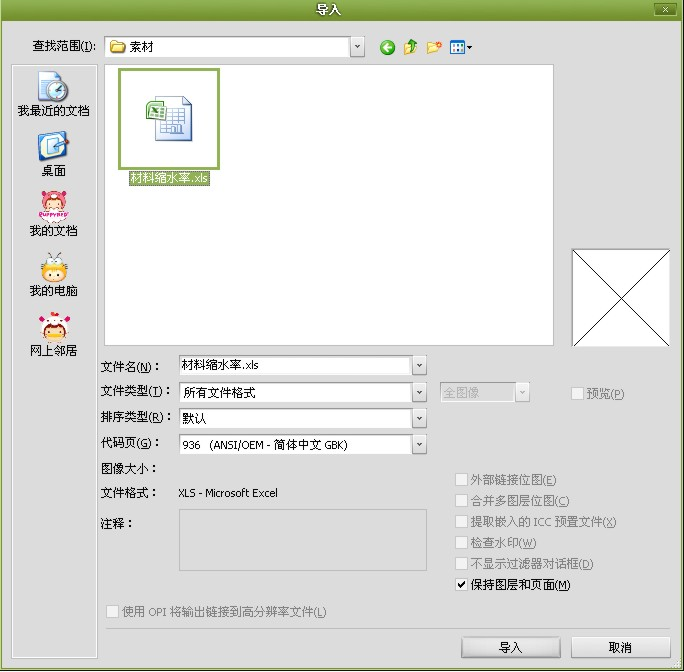 导入
查找范围(I):
素材
我最近的文档
桌面
我的文档
我的电脑
网上邻居
材料缩水率.xls
文件名(N)：
材料缩水率.xls
文件类型(T)：
所有文件格式
全图像
预览(P)
排序类型(R)：
默认
代码页(G)：
936 (ANSI/OEM - 简体中文 GBK)
图像大小：
文件格式：
XLS - Microsoft Excel
注释：
外部链接位图(E)
合并多图层位图(C)
提取嵌入的 ICC 预置文件(X)
检查水印(W)
不显示过滤器对话框(D)
保持图层和页面(M)
使用 OPI 将输出链接到高分辨率文件(L)
导入
取消